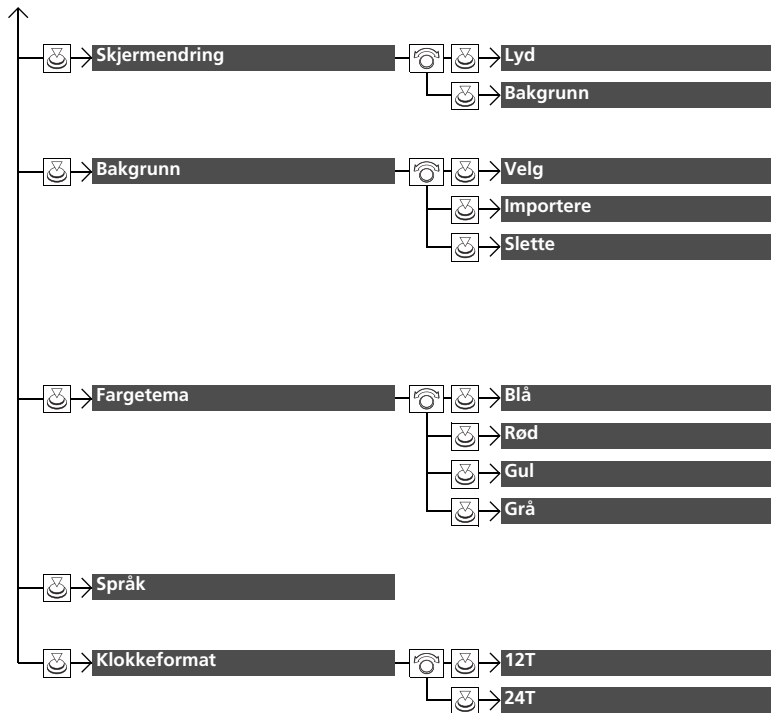 Skjermendring
Lyd
Bakgrunn
Bakgrunn
Velg
Importere
Slette
Fargetema
Blå
Rød
Gul
Grå
Språk
Klokkeformat
12T
24T